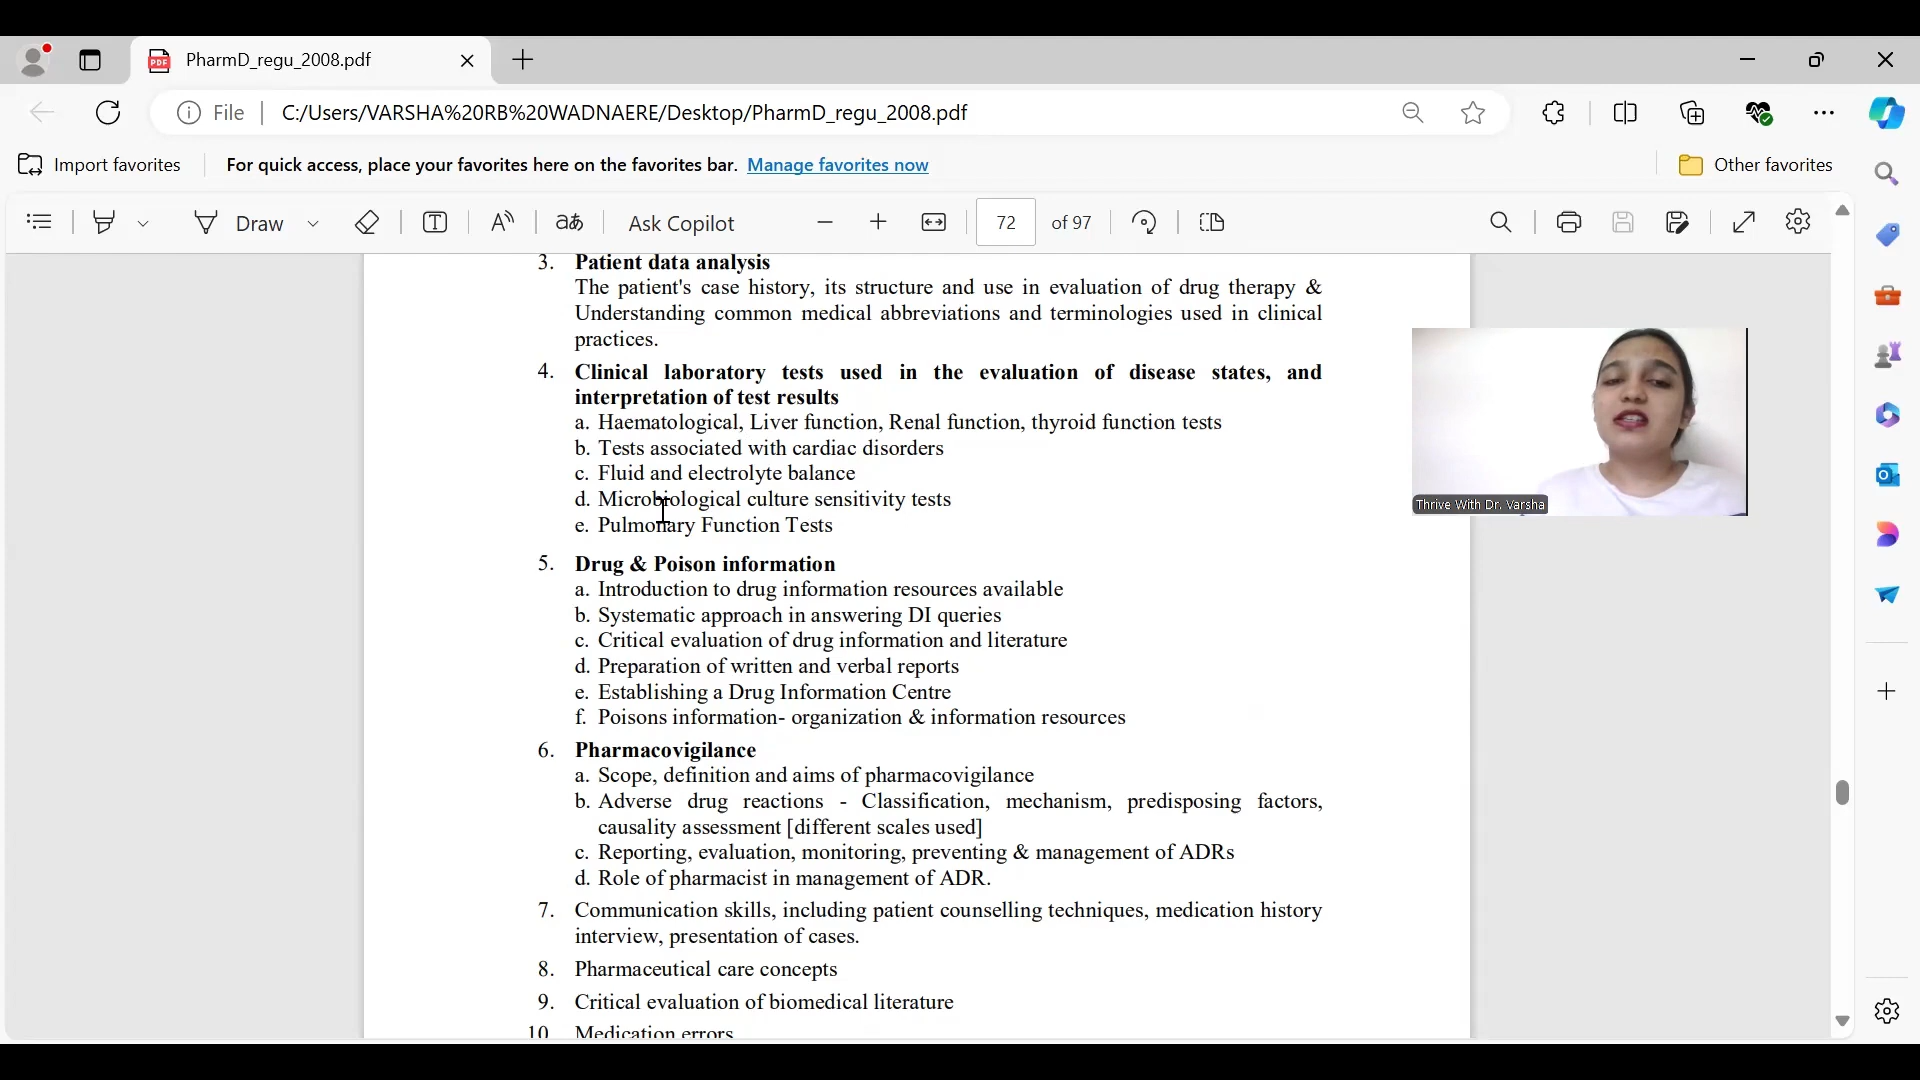 PharmD_regu_2008.pdf
File
C:/Users/VARSHA%20RB%20WADNAERE/Desktop/PharmD_regu_2008.pdf
Import favorites
For quick access, place your favorites here on the favorites bar. Manage favorites now
Other favorites
Draw
aあ
Ask Copilot
72 of 97
3. Patient data analysis
The patient's case history, its structure and use in evaluation of drug therapy &
Understanding common medical abbreviations and terminologies used in clinical
practices.
4. Clinical laboratory tests used in the evaluation of disease states, and
interpretation of test results
a. Haematological, Liver function, Renal function, thyroid function tests
b. Tests associated with cardiac disorders
c. Fluid and electrolyte balance
d. Microbiological culture sensitivity tests
e. Pulmonary Function Tests
Thrive With Dr. Varsha
5. Drug & Poison information
a. Introduction to drug information resources available
b. Systematic approach in answering DI queries
c. Critical evaluation of drug information and literature
d. Preparation of written and verbal reports
e. Establishing a Drug Information Centre
f. Poisons information- organization & information resources
6. Pharmacovigilance
a. Scope, definition and aims of pharmacovigilance
b. Adverse drug reactions - Classification, mechanism, predisposing factors,
causality assessment [different scales used]
c. Reporting, evaluation, monitoring, preventing & management of ADRs
d. Role of pharmacist in management of ADR.
7. Communication skills, including patient counselling techniques, medication history
interview, presentation of cases.
8. Pharmaceutical care concepts
9. Critical evaluation of biomedical literature
10. Medication errors